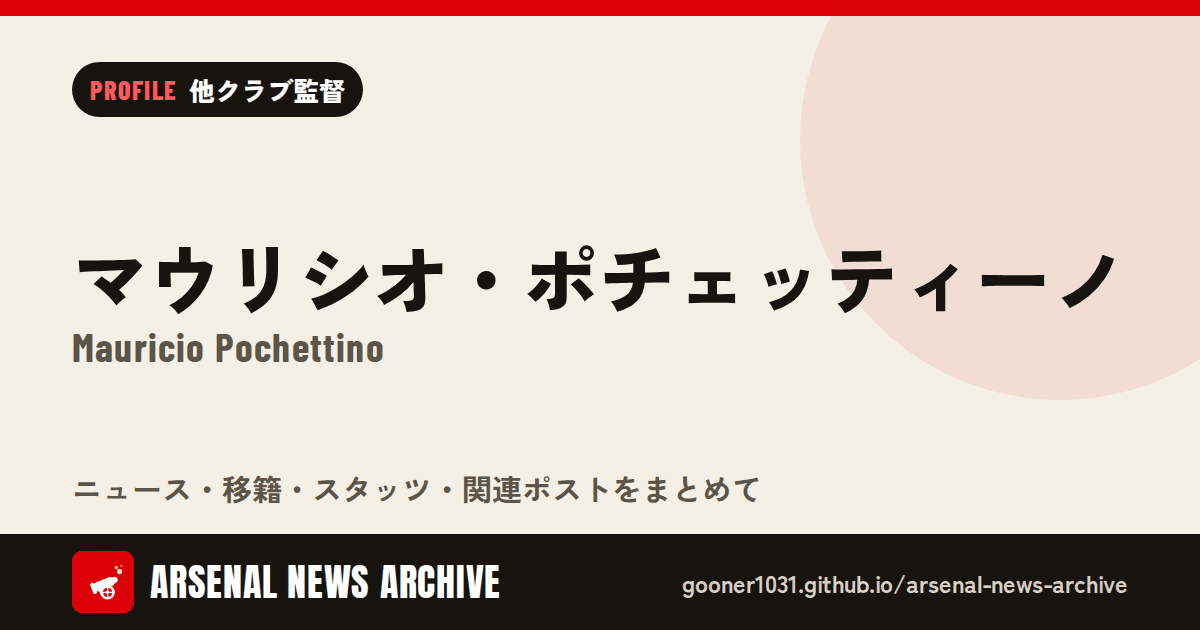 PROFILE 他クラブ監督
マウリシオ・ポチェッティーノ
Mauricio Pochettino
ニュース・移籍・スタッツ・関連ポストをまとめて
ARSENAL NEWS ARCHIVE
gooner1031.github.io/arsenal-news-archive